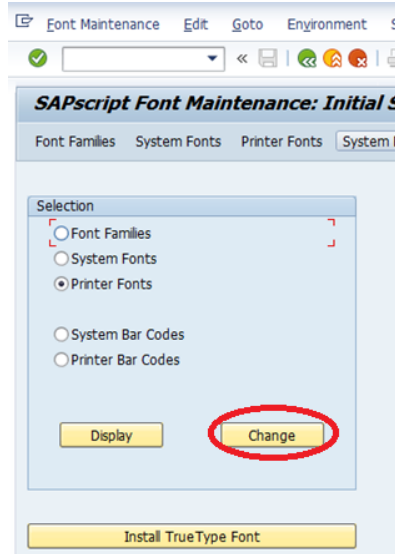 Font Maintenance Edit Goto Environment S
SAPscript Font Maintenance: Initial S
Font Families System Fonts Printer Fonts System
Selection
Font Families
System Fonts
Printer Fonts
System Bar Codes
Printer Bar Codes
Display Change
Install TrueType Font